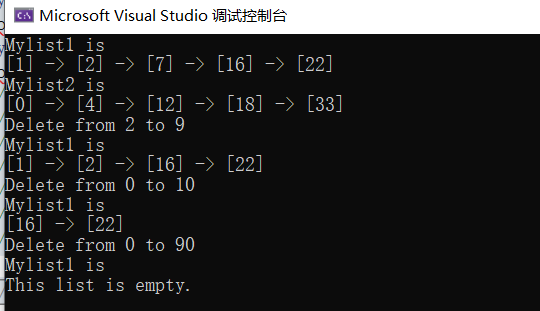 Microsoft Visual Studio 调试控制台
Mylist1 is
[1] -> [2] -> [7] -> [16] -> [22]
Mylist2 is
[0] -> [4] -> [12] -> [18] -> [33]
Delete from 2 to 9
Mylist1 is
[1] -> [2] -> [16] -> [22]
Delete from 0 to 10
Mylist1 is
[16] -> [22]
Delete from 0 to 90
Mylist1 is
This list is empty.